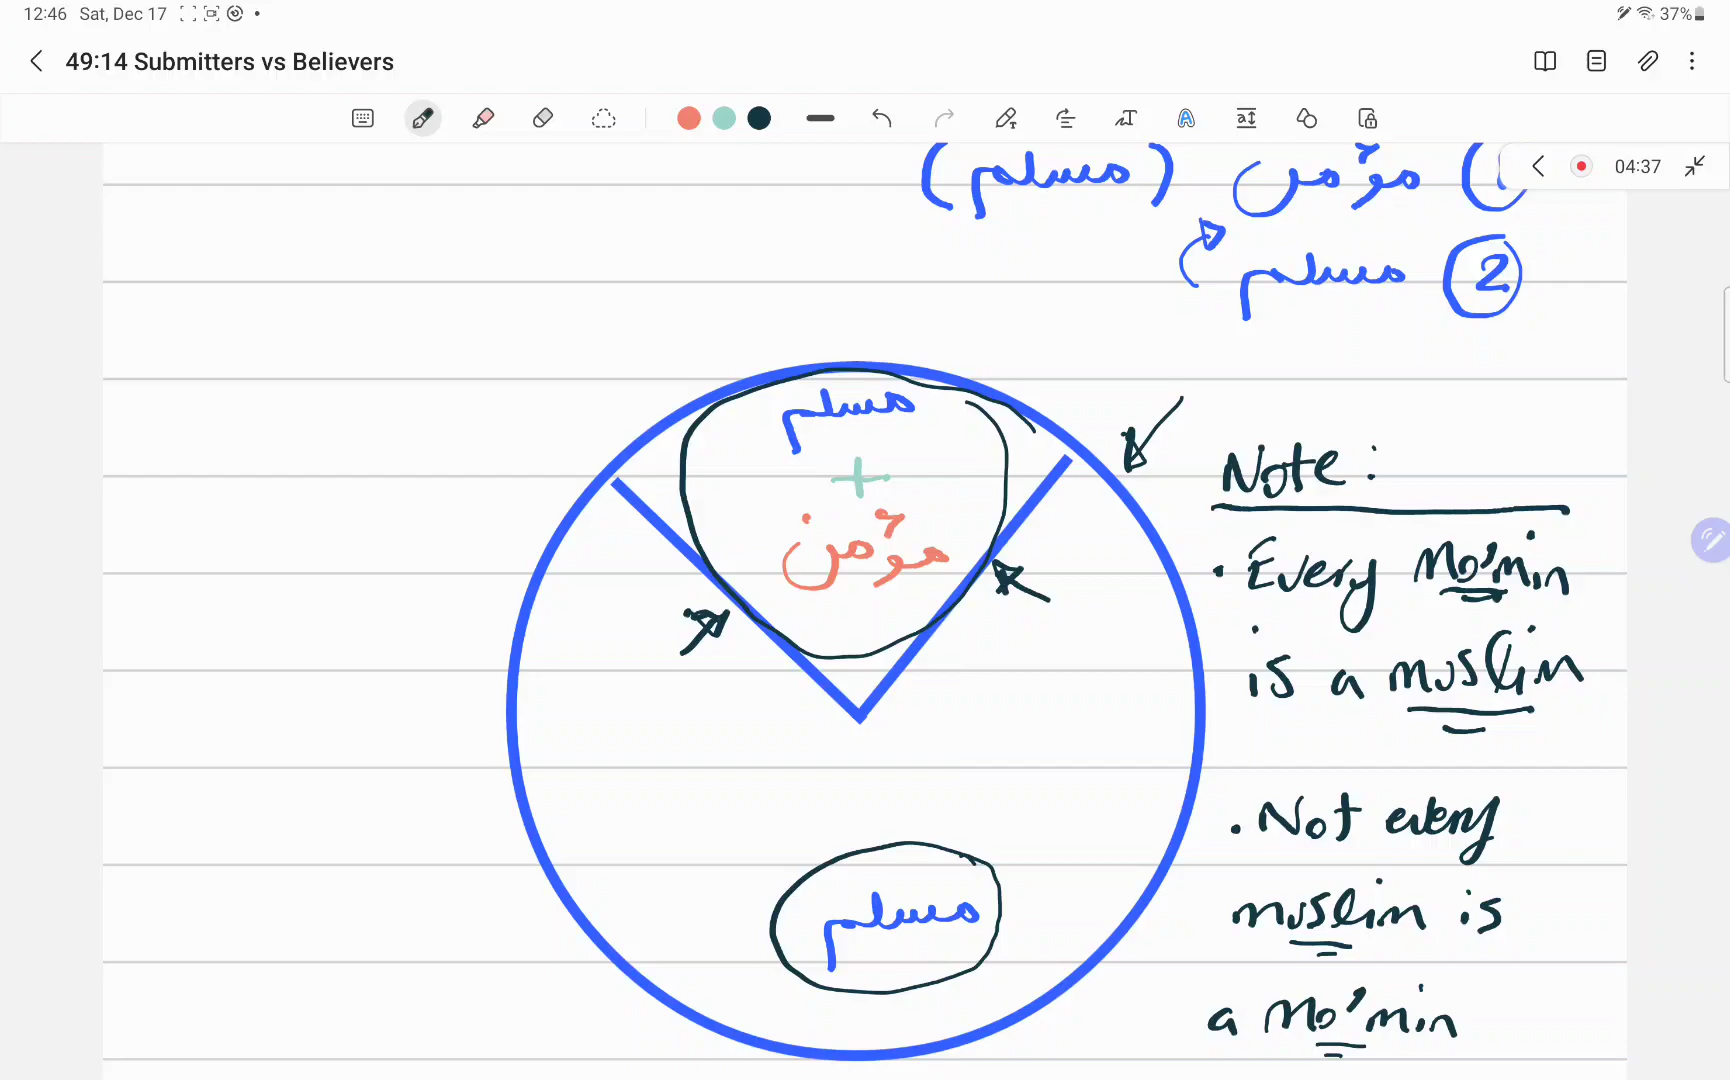 12:46 Sat, Dec 17 37%
49:14 Submitters vs Believers
04:37
مؤمن (مسلم)
2 مسلم
مسلم
+
مؤمن
Note:
• Every Mo'min
is a muslim
• Not every
muslim is
a Mo'min
مسلم